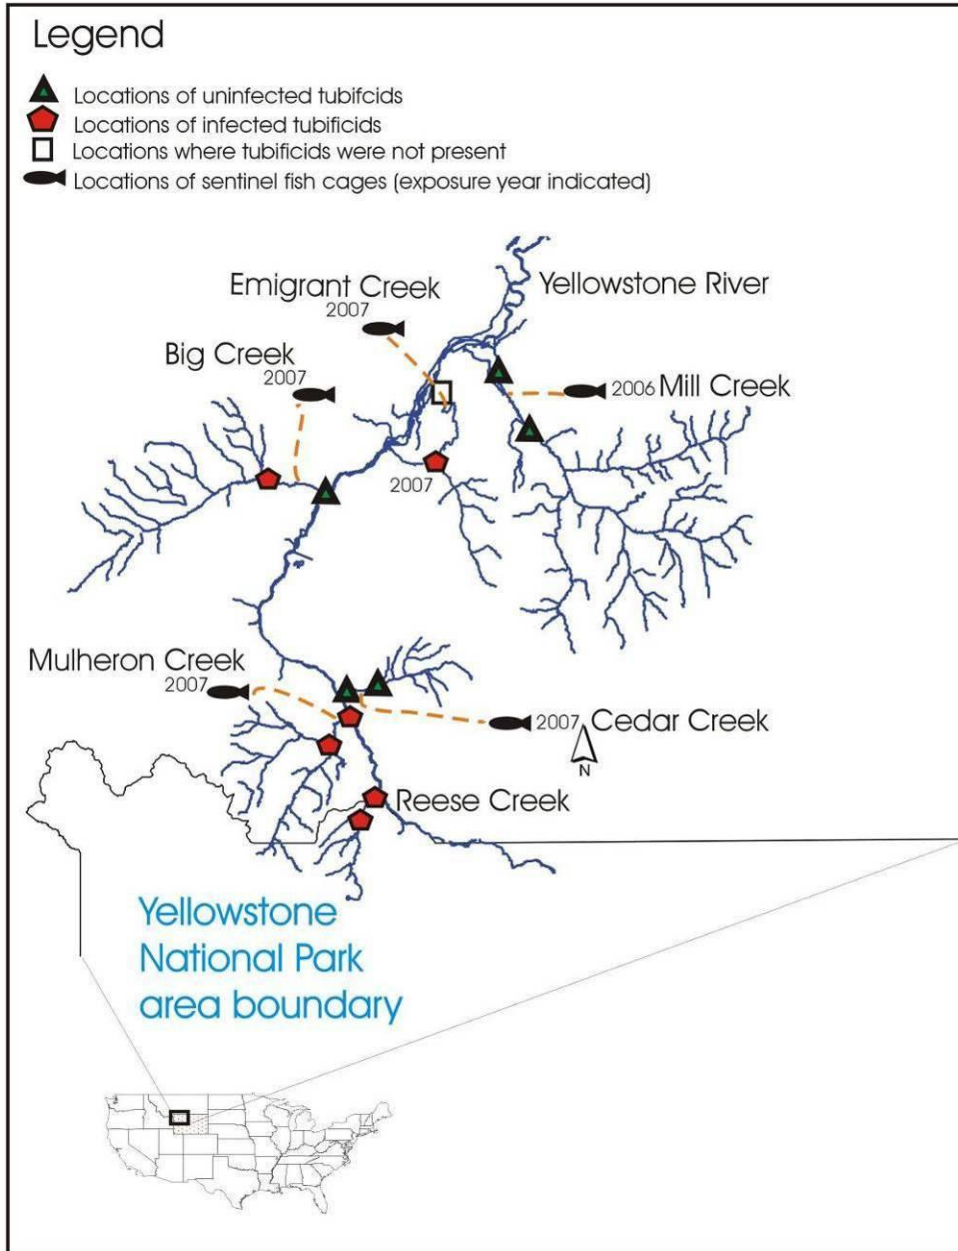 Legend
Locations of uninfected tubifcids
Locations of infected tubificids
Locations where tubificids were not present
Locations of sentinel fish cages (exposure year indicated)
Emigrant Creek
2007
Yellowstone River
Big Creek
2007
2006 Mill Creek
2007
Mulheron Creek
2007
2007 Cedar Creek
N
Reese Creek
Yellowstone
National Park
area boundary